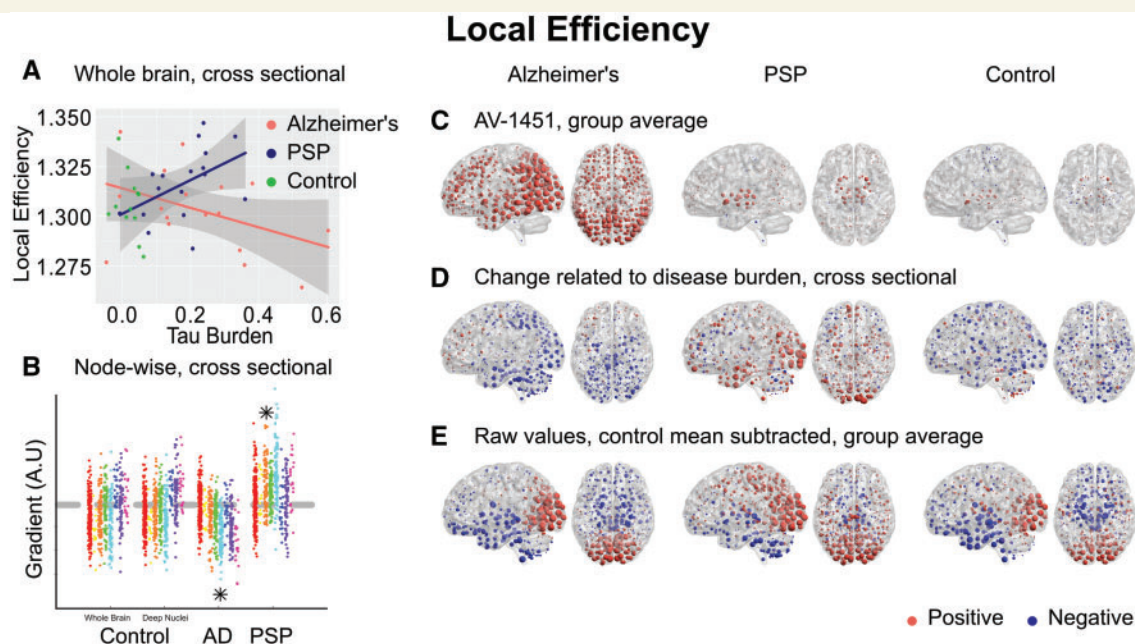 Local Efficiency
A Whole brain, cross sectional
Local Efficiency
1.350
1.325
1.300
1.275
Alzheimer's
PSP
Control
0.0 0.2 0.4 0.6
Tau Burden
B Node-wise, cross sectional
Gradient (A.U)
*
*
Whole Brain Deep Nuclei
Control AD PSP
Alzheimer's PSP Control
C AV-1451, group average
D Change related to disease burden, cross sectional
E Raw values, control mean subtracted, group average
Positive Negative